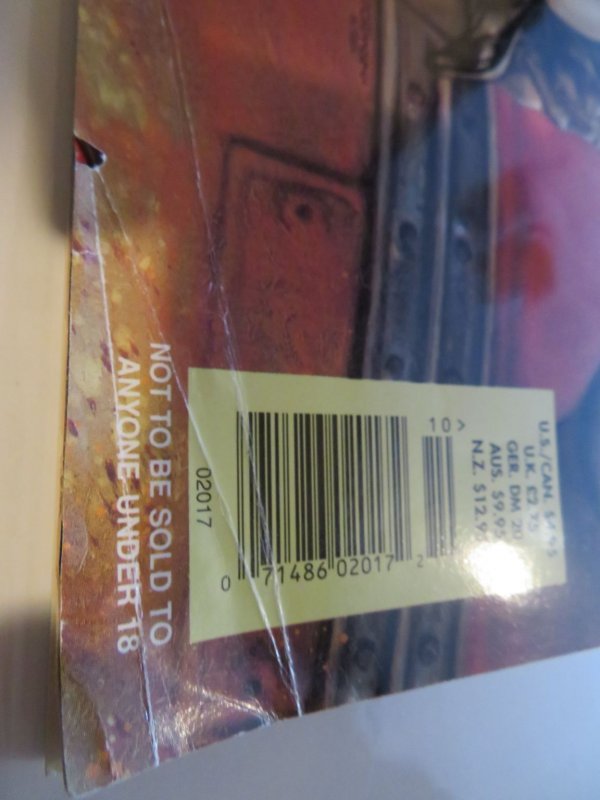 NOT TO BE SOLD TO
ANYONE UNDER 18
U.S./CAN. $4.95
U.K. £2.75
GER. DM 20
AUS. $9.95
N.Z. $12.95
10>
02017
0 71486 02017 2